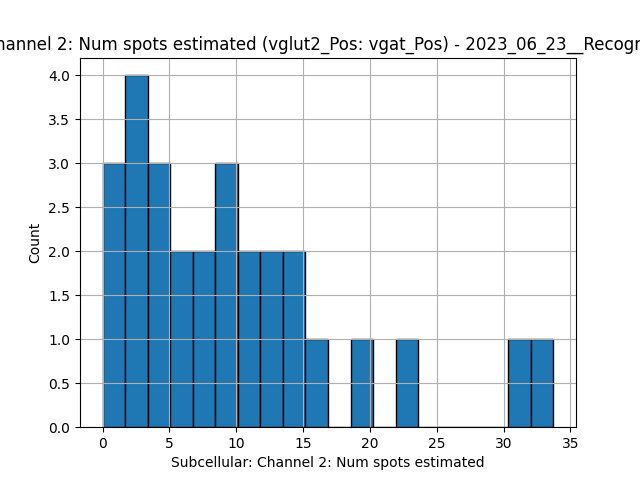 hannel 2: Num spots estimated (vglut2_Pos: vgat_Pos) - 2023_06_23__Recogn
4.0
3.5
3.0
2.5
2.0
1.5
1.0
0.5
0.0
Count
0 5 10 15 20 25 30 35
Subcellular: Channel 2: Num spots estimated